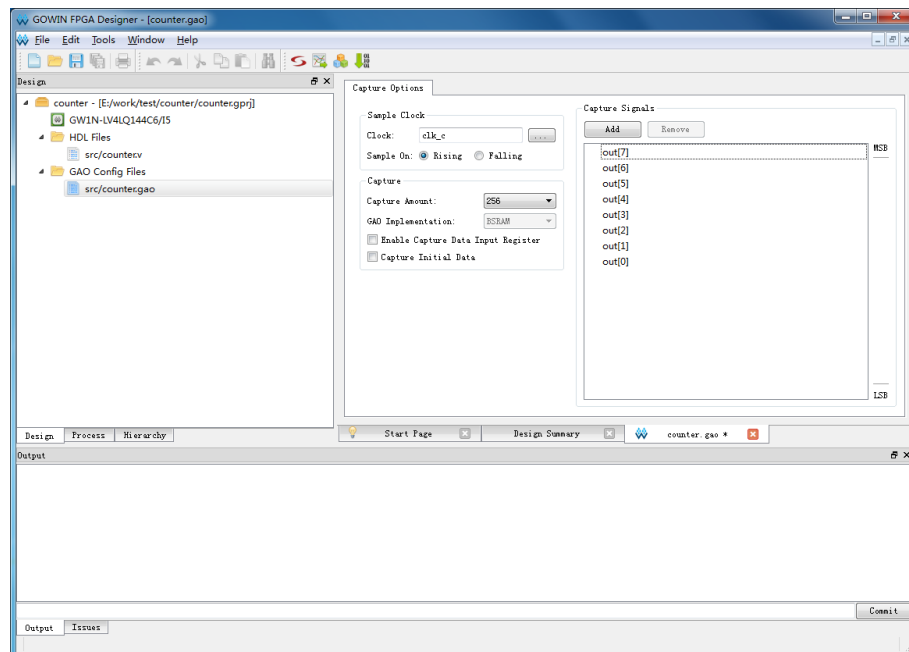 GOWIN FPGA Designer - [counter.gao]
File Edit Tools Window Help
Design
counter - [E:/work/test/counter/counter.gprj]
GW1N-LV4LQ144C6/I5
HDL Files
src/counter.v
GAO Config Files
src/counter.gao
Design Process Hierarchy
Capture Options
Sample Clock
Clock: clk_c ...
Sample On: Rising Falling
Capture
Capture Amount: 256
GAO Implementation: BSRAM
Enable Capture Data Input Register
Capture Initial Data
Capture Signals
Add Remove
out[7]
out[6]
out[5]
out[4]
out[3]
out[2]
out[1]
out[0]
MSB
LSB
Start Page Design Summary counter.gao *
Output
Commit
Output Issues